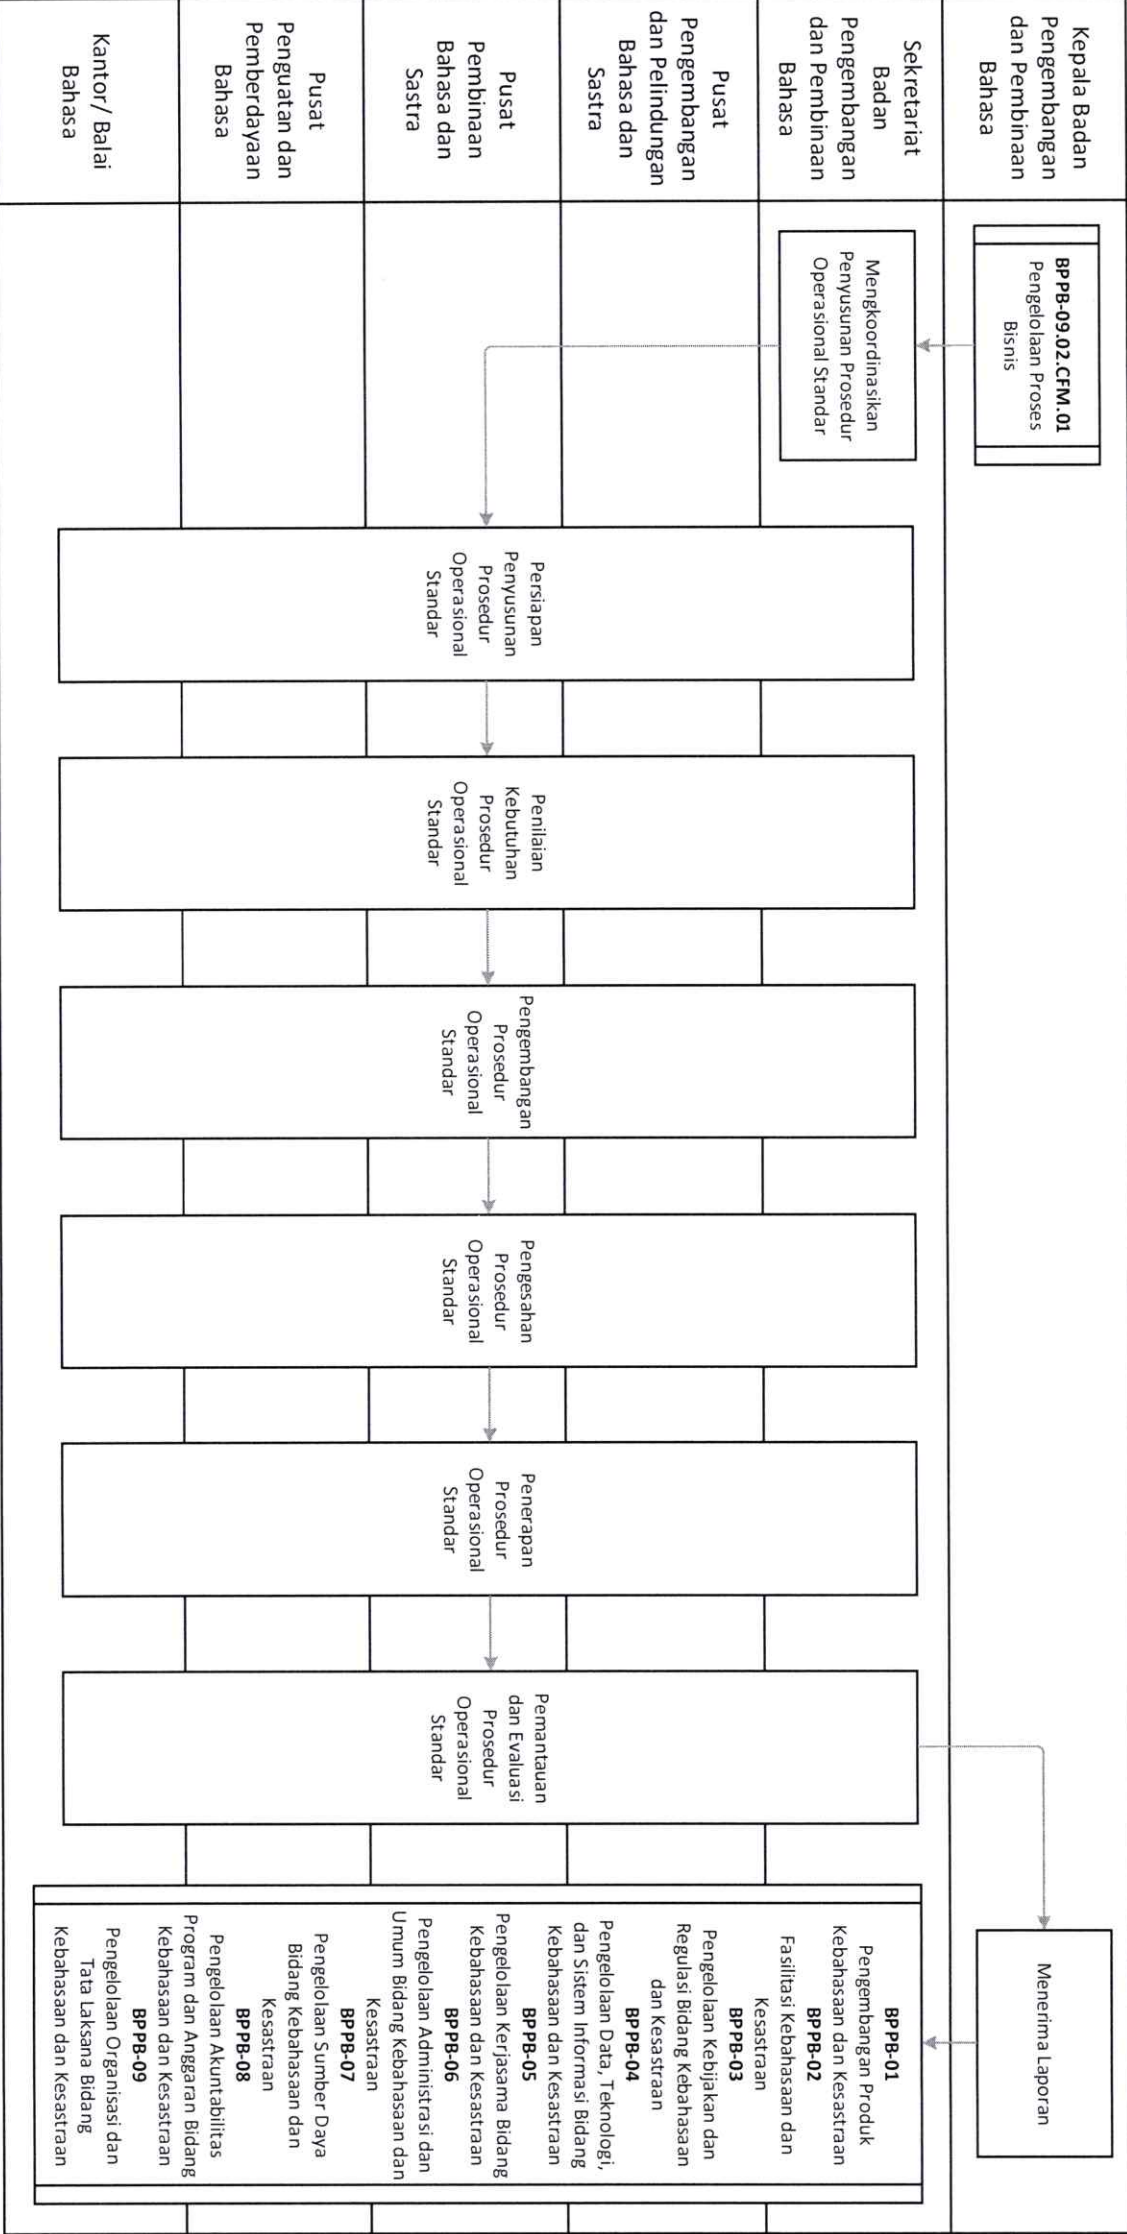 Kepala Badan
Pengembangan
dan Pembinaan
Bahasa
BPPB-09.02.CFM.01
Pengelolaan Proses
Bisnis
Menerima Laporan
Sekretariat
Badan
Pengembangan
dan Pembinaan
Bahasa
Mengkoordinasikan
Penyusunan Prosedur
Operasional Standar
Pusat
Pengembangan
dan Pelindungan
Bahasa dan
Sastra
Pusat
Pembinaan
Bahasa dan
Sastra
Pusat
Penguatan dan
Pemberdayaan
Bahasa
Kantor/ Balai
Bahasa
Persiapan
Penyusunan
Prosedur
Operasional
Standar
Penilaian
Kebutuhan
Prosedur
Operasional
Standar
Pengembangan
Prosedur
Operasional
Standar
Pengesahan
Prosedur
Operasional
Standar
Penerapan
Prosedur
Operasional
Standar
Pemantauan
dan Evaluasi
Prosedur
Operasional
Standar
BPPB-01
Pengembangan Produk
Kebahasaan dan Kesastraan
BPPB-02
Fasilitasi Kebahasaan dan
Kesastraan
BPPB-03
Pengelolaan Kebijakan dan
Regulasi Bidang Kebahasaan
dan Kesastraan
BPPB-04
Pengelolaan Data, Teknologi,
dan Sistem Informasi Bidang
Kebahasaan dan Kesastraan
BPPB-05
Pengelolaan Kerjasama Bidang
Kebahasaan dan Kesastraan
BPPB-06
Pengelolaan Administrasi dan
Umum Bidang Kebahasaan dan
Kesastraan
BPPB-07
Pengelolaan Sumber Daya
Bidang Kebahasaan dan
Kesastraan
BPPB-08
Pengelolaan Akuntabilitas
Program dan Anggaran Bidang
Kebahasaan dan Kesastraan
BPPB-09
Pengelolaan Organisasi dan
Tata Laksana Bidang
Kebahasaan dan Kesastraan